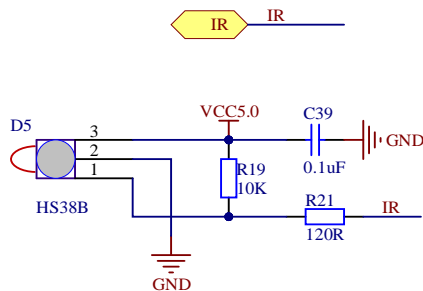 IR
IR
VCC5.0
C39
D5
3
GND
2
R19
0.1uF
1
10K
HS38B
R21
IR
120R
GND